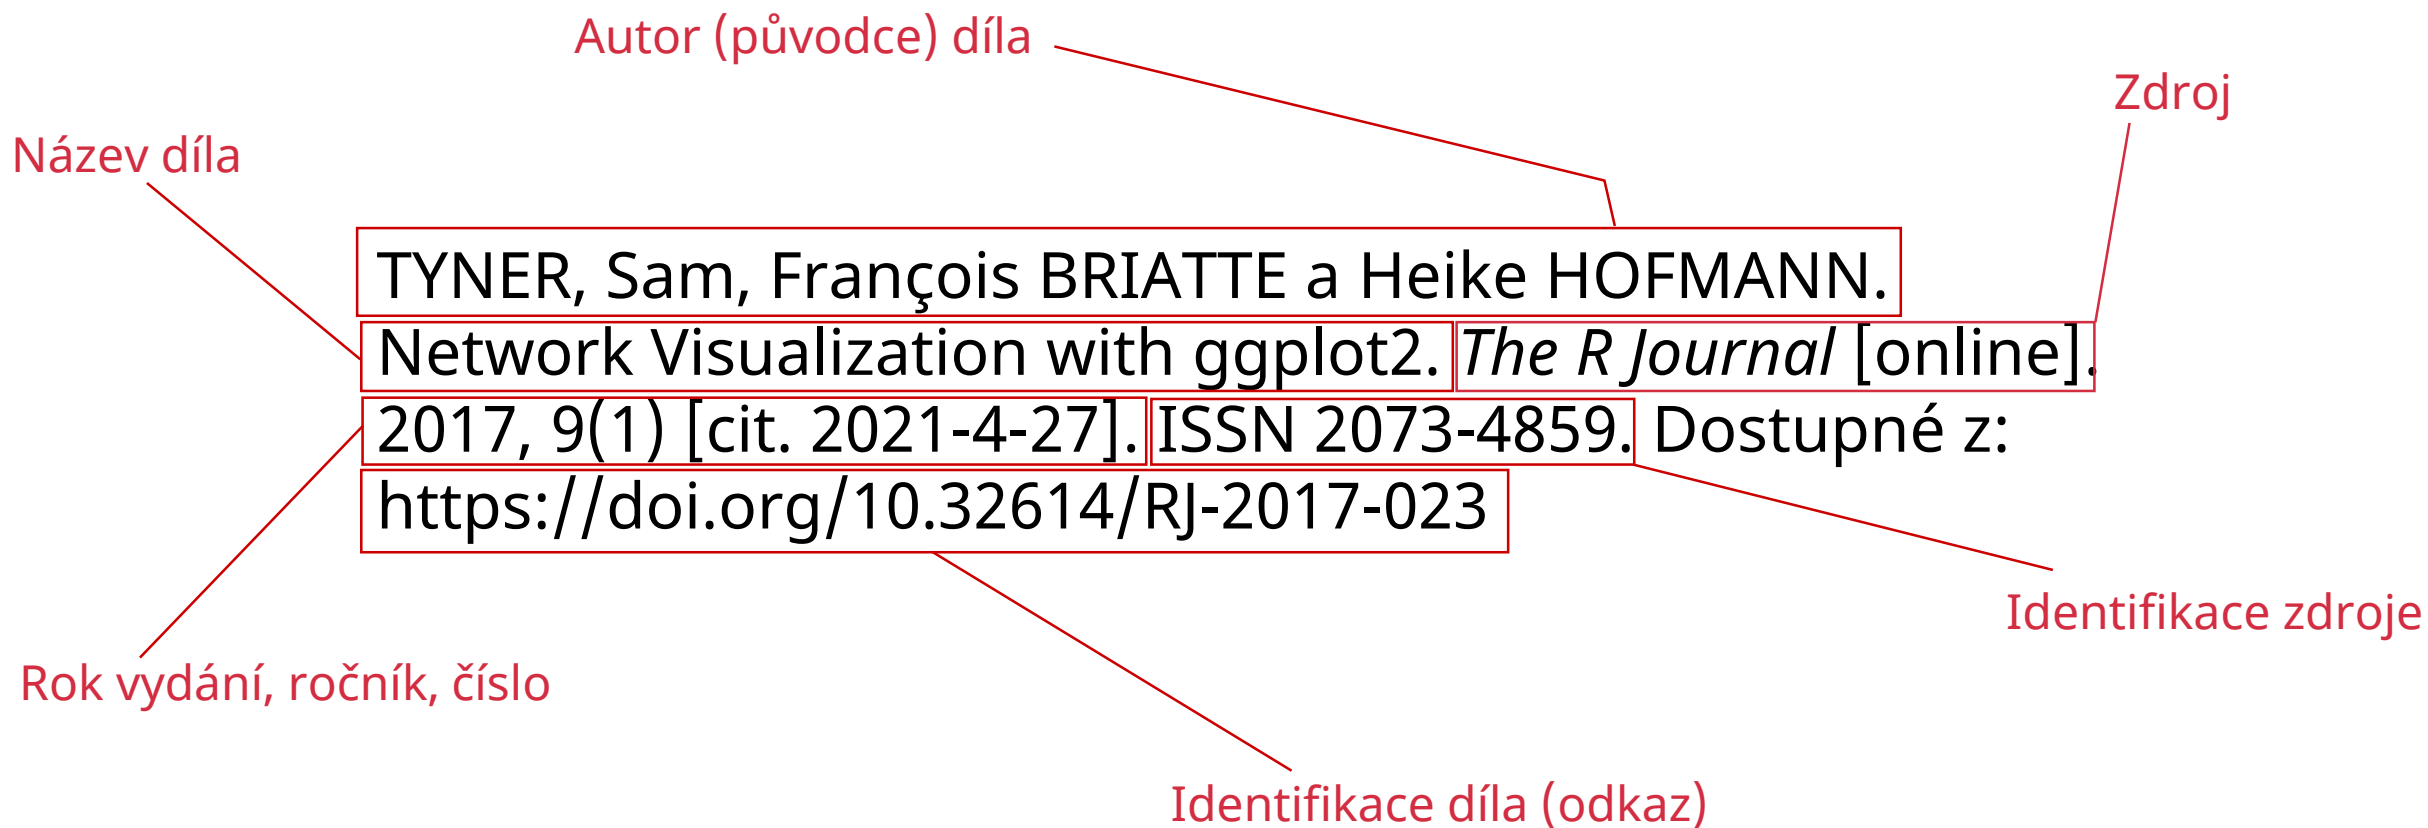 Autor (původce) díla
Zdroj
Název díla
TYNER, Sam, François BRIATTE a Heike HOFMANN.
Network Visualization with ggplot2. The R Journal [online].
2017, 9(1) [cit. 2021-4-27]. ISSN 2073-4859. Dostupné z:
https://doi.org/10.32614/RJ-2017-023
Identifikace zdroje
Rok vydání, ročník, číslo
Identifikace díla (odkaz)